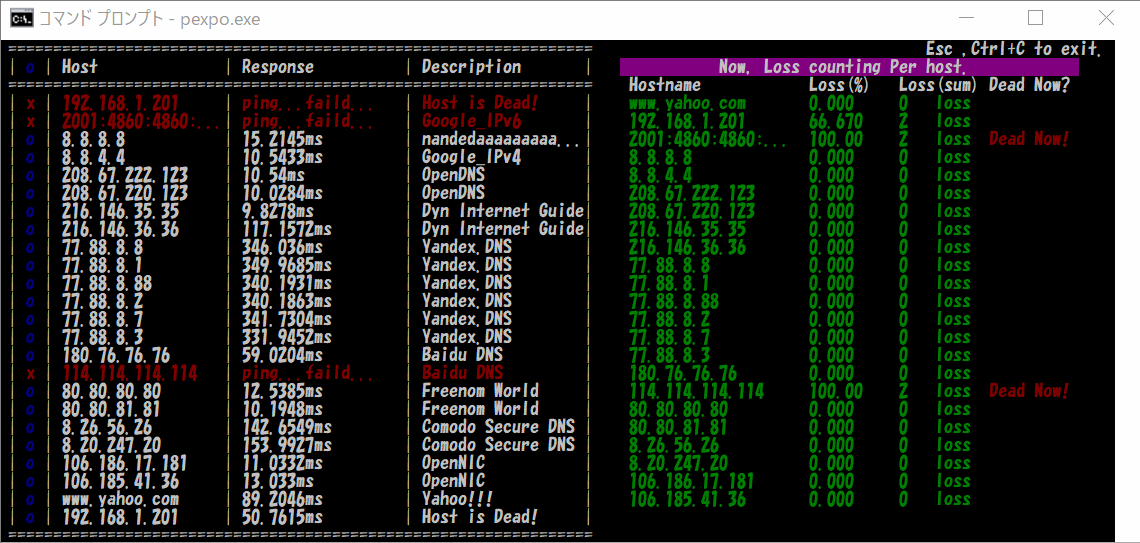 コマンド プロンプト - pexpo.exe
Esc ,Ctrl+C to exit.
| o | Host | Response | Description |
Now, Loss counting Per host.
Hostname Loss(%) Loss(sum) Dead Now?
| x | 192.168.1.201 | ping...faild... | Host is Dead! | www.yahoo.com 0.000 0 loss
| x | 2001:4860:4860:... | ping...faild... | Google_IPv6 | 192.168.1.201 66.670 2 loss
| o | 8.8.8.8 | 15.2145ms | nandedaaaaaaaaa... | 2001:4860:4860:... 100.00 2 loss Dead Now!
| o | 8.8.4.4 | 10.5433ms | Google_IPv4 | 8.8.8.8 0.000 0 loss
| o | 208.67.222.123 | 10.54ms | OpenDNS | 8.8.4.4 0.000 0 loss
| o | 208.67.220.123 | 10.0284ms | OpenDNS | 208.67.222.123 0.000 0 loss
| o | 216.146.35.35 | 9.8278ms | Dyn Internet Guide| 208.67.220.123 0.000 0 loss
| o | 216.146.36.36 | 117.1572ms | Dyn Internet Guide| 216.146.35.35 0.000 0 loss
| o | 77.88.8.8 | 346.036ms | Yandex.DNS | 216.146.36.36 0.000 0 loss
| o | 77.88.8.1 | 349.9685ms | Yandex.DNS | 77.88.8.8 0.000 0 loss
| o | 77.88.8.88 | 340.1931ms | Yandex.DNS | 77.88.8.1 0.000 0 loss
| o | 77.88.8.2 | 340.1863ms | Yandex.DNS | 77.88.8.88 0.000 0 loss
| o | 77.88.8.7 | 341.7304ms | Yandex.DNS | 77.88.8.2 0.000 0 loss
| o | 77.88.8.3 | 331.9452ms | Yandex.DNS | 77.88.8.7 0.000 0 loss
| o | 180.76.76.76 | 59.0204ms | Baidu DNS | 77.88.8.3 0.000 0 loss
| x | 114.114.114.114 | ping...faild... | Baidu DNS | 180.76.76.76 0.000 0 loss
| o | 80.80.80.80 | 12.5385ms | Freenom World | 114.114.114.114 100.00 2 loss Dead Now!
| o | 80.80.81.81 | 10.1948ms | Freenom World | 80.80.80.80 0.000 0 loss
| o | 8.26.56.26 | 142.6549ms | Comodo Secure DNS | 80.80.81.81 0.000 0 loss
| o | 8.20.247.20 | 153.9927ms | Comodo Secure DNS | 8.26.56.26 0.000 0 loss
| o | 106.186.17.181 | 11.0332ms | OpenNIC | 8.20.247.20 0.000 0 loss
| o | 106.185.41.36 | 13.033ms | OpenNIC | 106.186.17.181 0.000 0 loss
| o | www.yahoo.com | 89.2046ms | Yahoo!!! | 106.185.41.36 0.000 0 loss
| o | 192.168.1.201 | 50.7615ms | Host is Dead! |